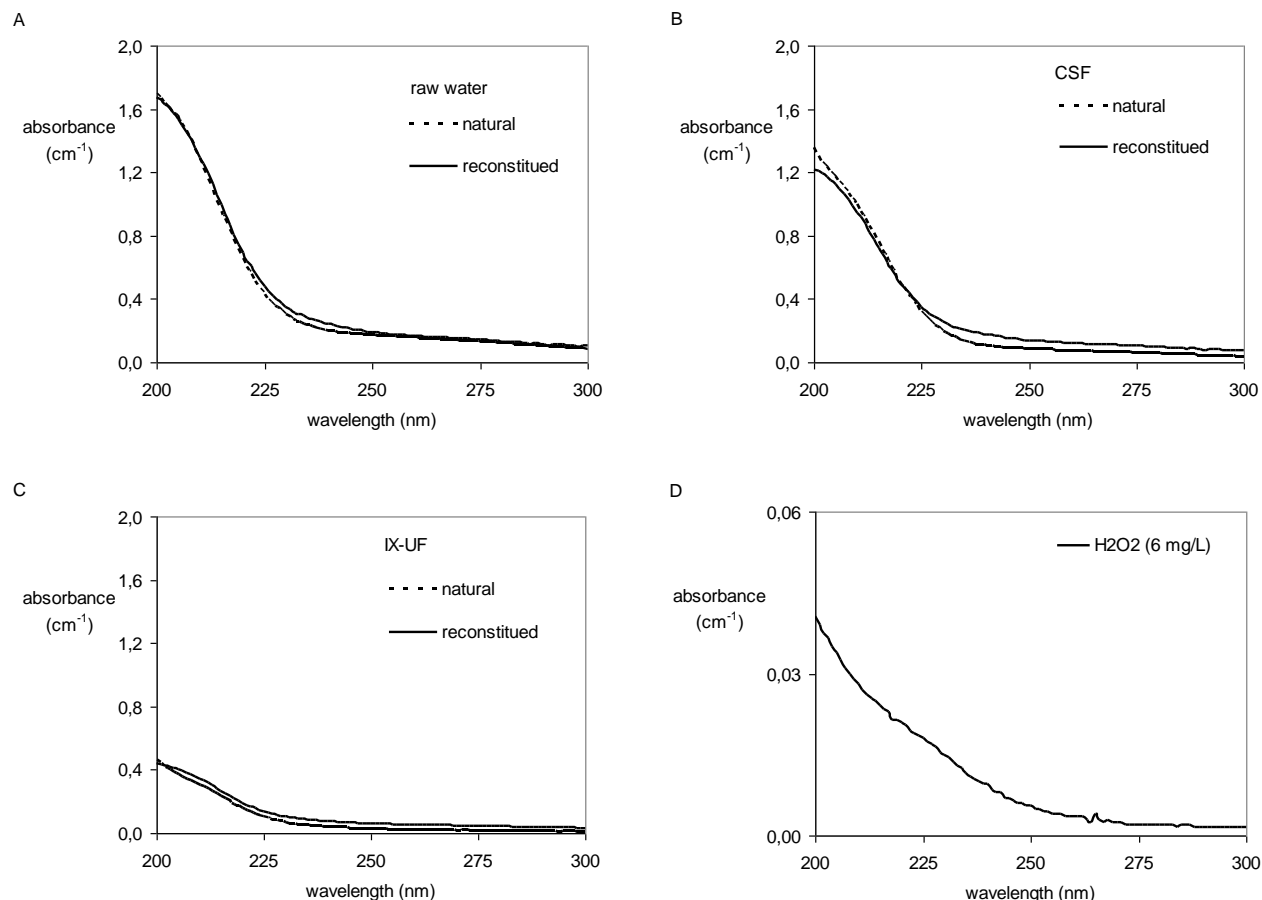 A
2,0
1,6
1,2
0,8
0,4
0,0
absorbance
(cm-1)
raw water
natural
reconstitued
200
225
250
275
300
wavelength (nm)
B
2,0
1,6
1,2
0,8
0,4
0,0
absorbance
(cm-1)
CSF
natural
reconstitued
200
225
250
275
300
wavelength (nm)
C
2,0
1,6
1,2
0,8
0,4
0,0
absorbance
(cm-1)
IX-UF
natural
reconstitued
200
225
250
275
300
wavelength (nm)
D
0,06
0,03
0,00
absorbance
(cm-1)
H2O2 (6 mg/L)
200
225
250
275
300
wavelength (nm)